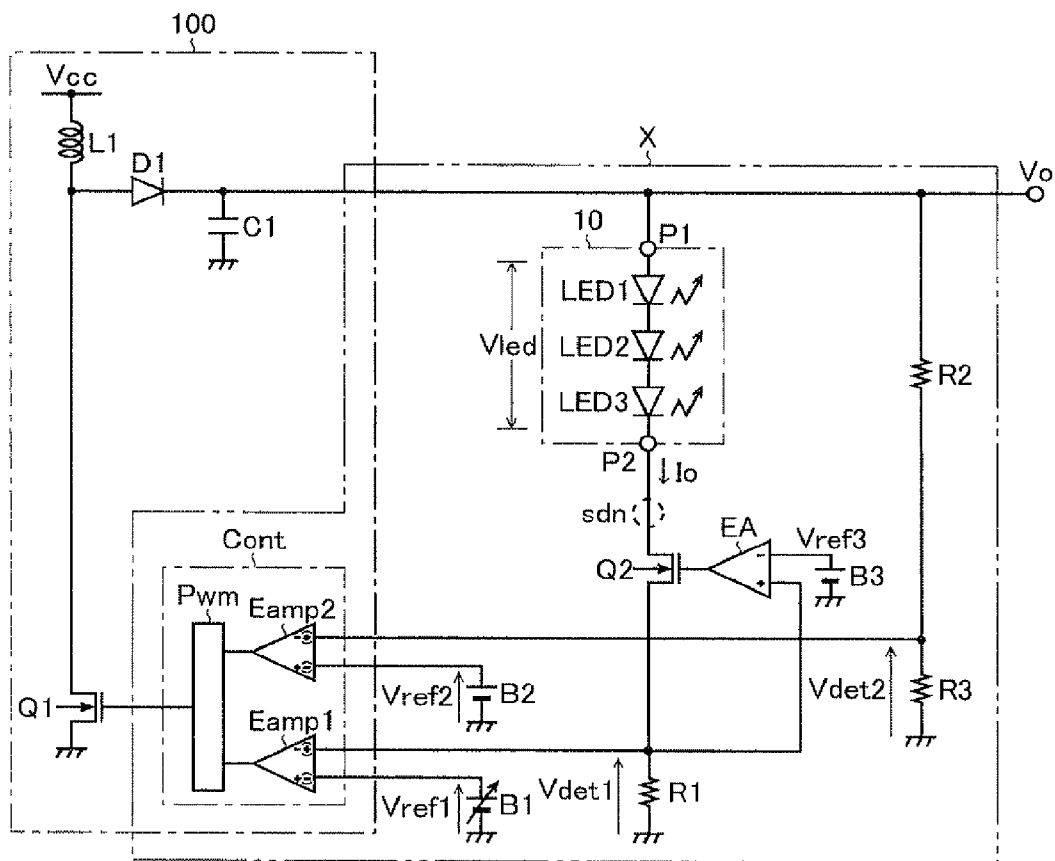 100
Vcc
L1
D1
X
Vo
C1
10
P1
LED1
Vled
LED2
LED3
R2
P2
Io
sdn
EA
Vref3
Cont
Q2
-
+
B3
Pwm
Eamp2
-
+
Vref2
B2
Vdet2
R3
Q1
Eamp1
-
+
Vref1
B1
Vdet1
R1